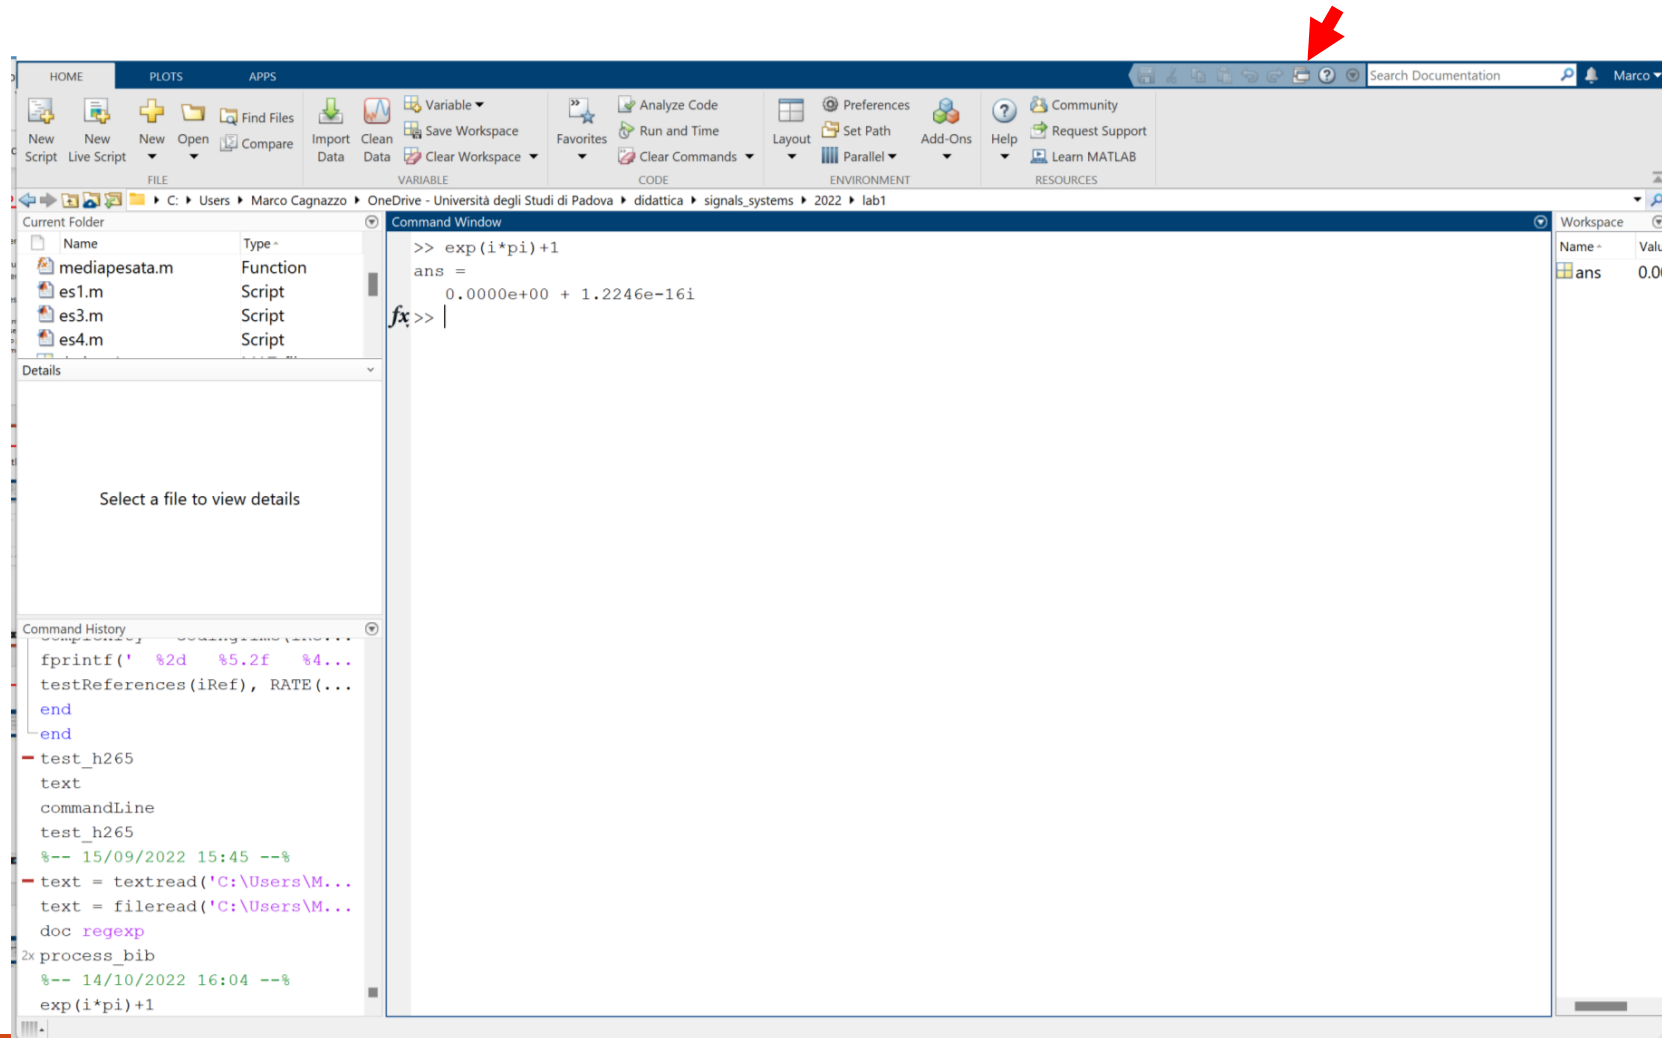 HOME PLOTS APPS
Search Documentation
Marco
New Script
New Live Script
New
Open
Find Files
Compare
FILE
Import Data
Clean Data
Variable
Save Workspace
Clear Workspace
VARIABLE
Favorites
Analyze Code
Run and Time
Clear Commands
CODE
Layout
Preferences
Set Path
Parallel
Add-Ons
ENVIRONMENT
Help
Community
Request Support
Learn MATLAB
RESOURCES
C: Users Marco Cagnazzo OneDrive - Università degli Studi di Padova didattica signals_systems 2022 lab1
Current Folder
Name Type
mediapesata.m Function
es1.m Script
es3.m Script
es4.m Script
Details
Select a file to view details
Command History
fprintf(' %2d %5.2f %4...
testReferences(iRef), RATE(...
end
end
test_h265
text
commandLine
test_h265
%-- 15/09/2022 15:45 --%
text = textread('C:\Users\M...
text = fileread('C:\Users\M...
doc regexp
2x process_bib
%-- 14/10/2022 16:04 --%
exp(i*pi)+1
Command Window
>> exp(i*pi)+1
ans =
0.0000e+00 + 1.2246e-16i
fx >>
Workspace
Name Valu
ans 0.0